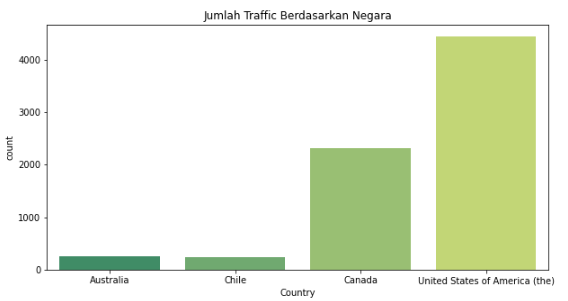 Jumlah Traffic Berdasarkan Negara
4000
3000
2000
1000
0
count
Australia
Chile
Canada
United States of America (the)
Country